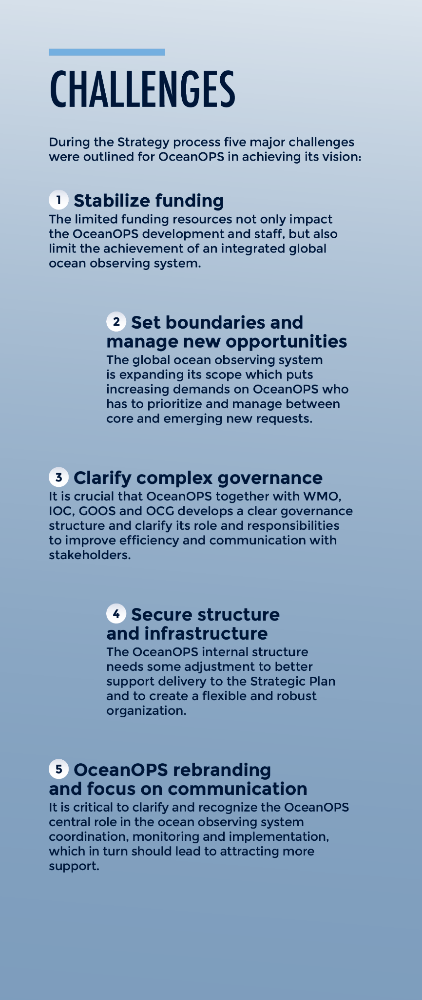 CHALLENGES
During the Strategy process five major challenges
were outlined for OceanOPS in achieving its vision:
1 Stabilize funding
The limited funding resources not only impact
the OceanOPS development and staff, but also
limit the achievement of an integrated global
ocean observing system.
2 Set boundaries and
manage new opportunities
The global ocean observing system
is expanding its scope which puts
increasing demands on OceanOPS who
has to prioritize and manage between
core and emerging new requests.
3 Clarify complex governance
It is crucial that OceanOPS together with WMO,
IOC, GOOS and OCG develops a clear governance
structure and clarify its role and responsibilities
to improve efficiency and communication with
stakeholders.
4 Secure structure
and infrastructure
The OceanOPS internal structure
needs some adjustment to better
support delivery to the Strategic Plan
and to create a flexible and robust
organization.
5 OceanOPS rebranding
and focus on communication
It is critical to clarify and recognize the OceanOPS
central role in the ocean observing system
coordination, monitoring and implementation,
which in turn should lead to attracting more
support.